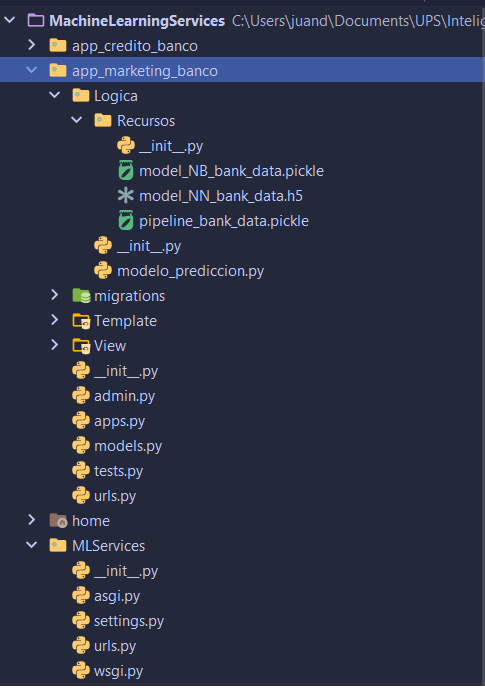 MachineLearningServices C:\Users\juand\Documents\UPS\Intelig
app_credito_banco
app_marketing_banco
Logica
Recursos
__init__.py
model_NB_bank_data.pickle
model_NN_bank_data.h5
pipeline_bank_data.pickle
__init__.py
modelo_prediccion.py
migrations
Template
View
__init__.py
admin.py
apps.py
models.py
tests.py
urls.py
home
MLServices
__init__.py
asgi.py
settings.py
urls.py
wsgi.py